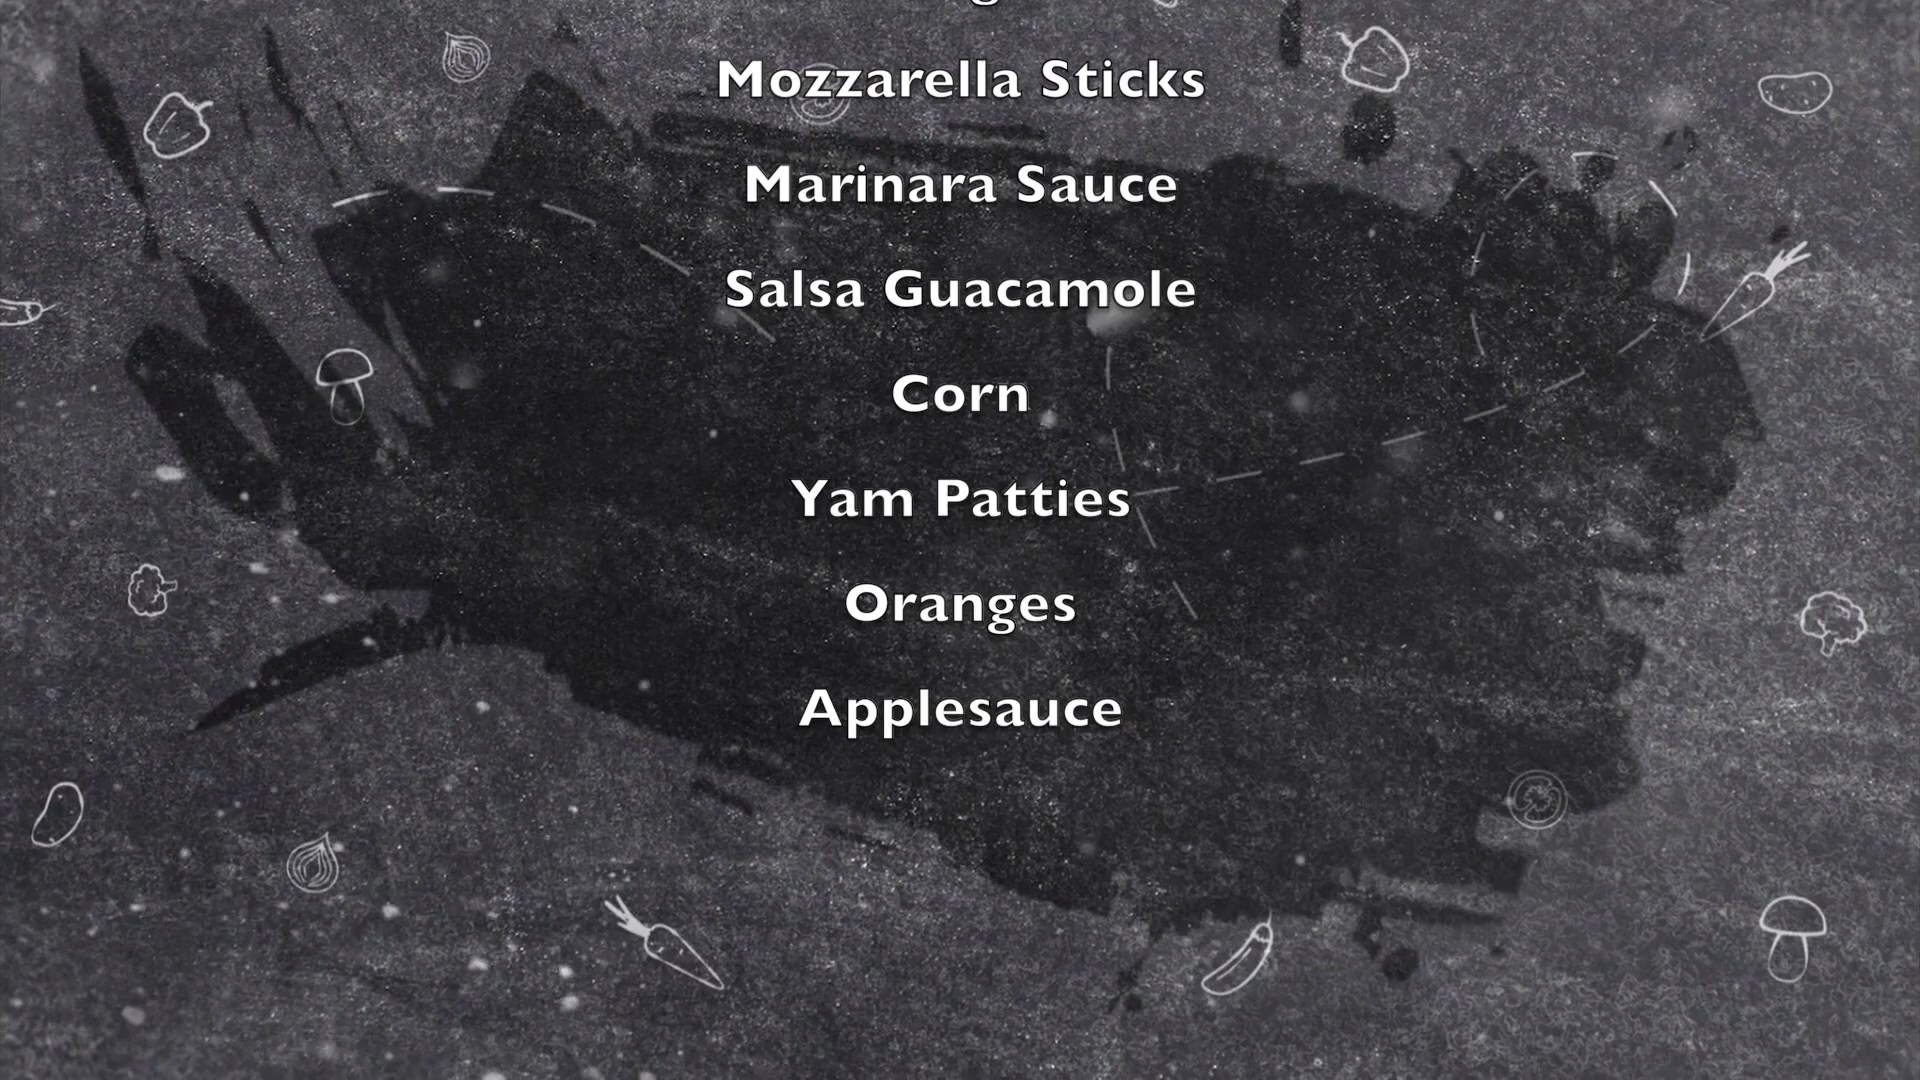 Mozzarella Sticks
Marinara Sauce
Salsa Guacamole
Corn
Yam Patties
Oranges
Applesauce